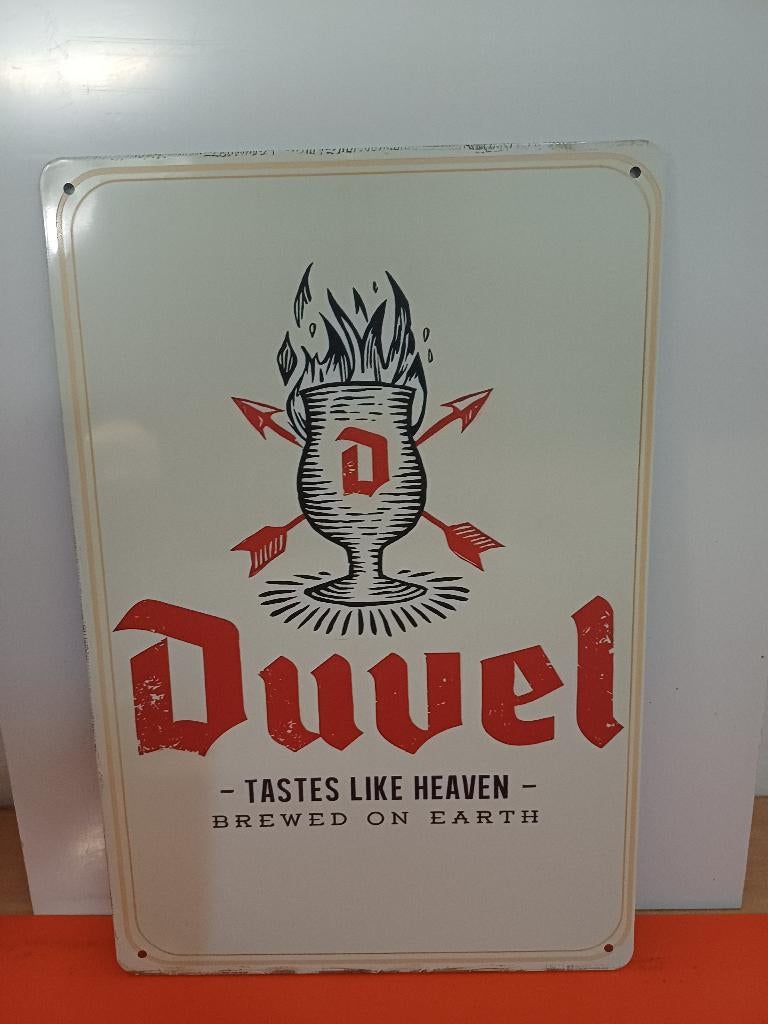 D
Duvel
- TASTES LIKE HEAVEN -
BREWED ON EARTH